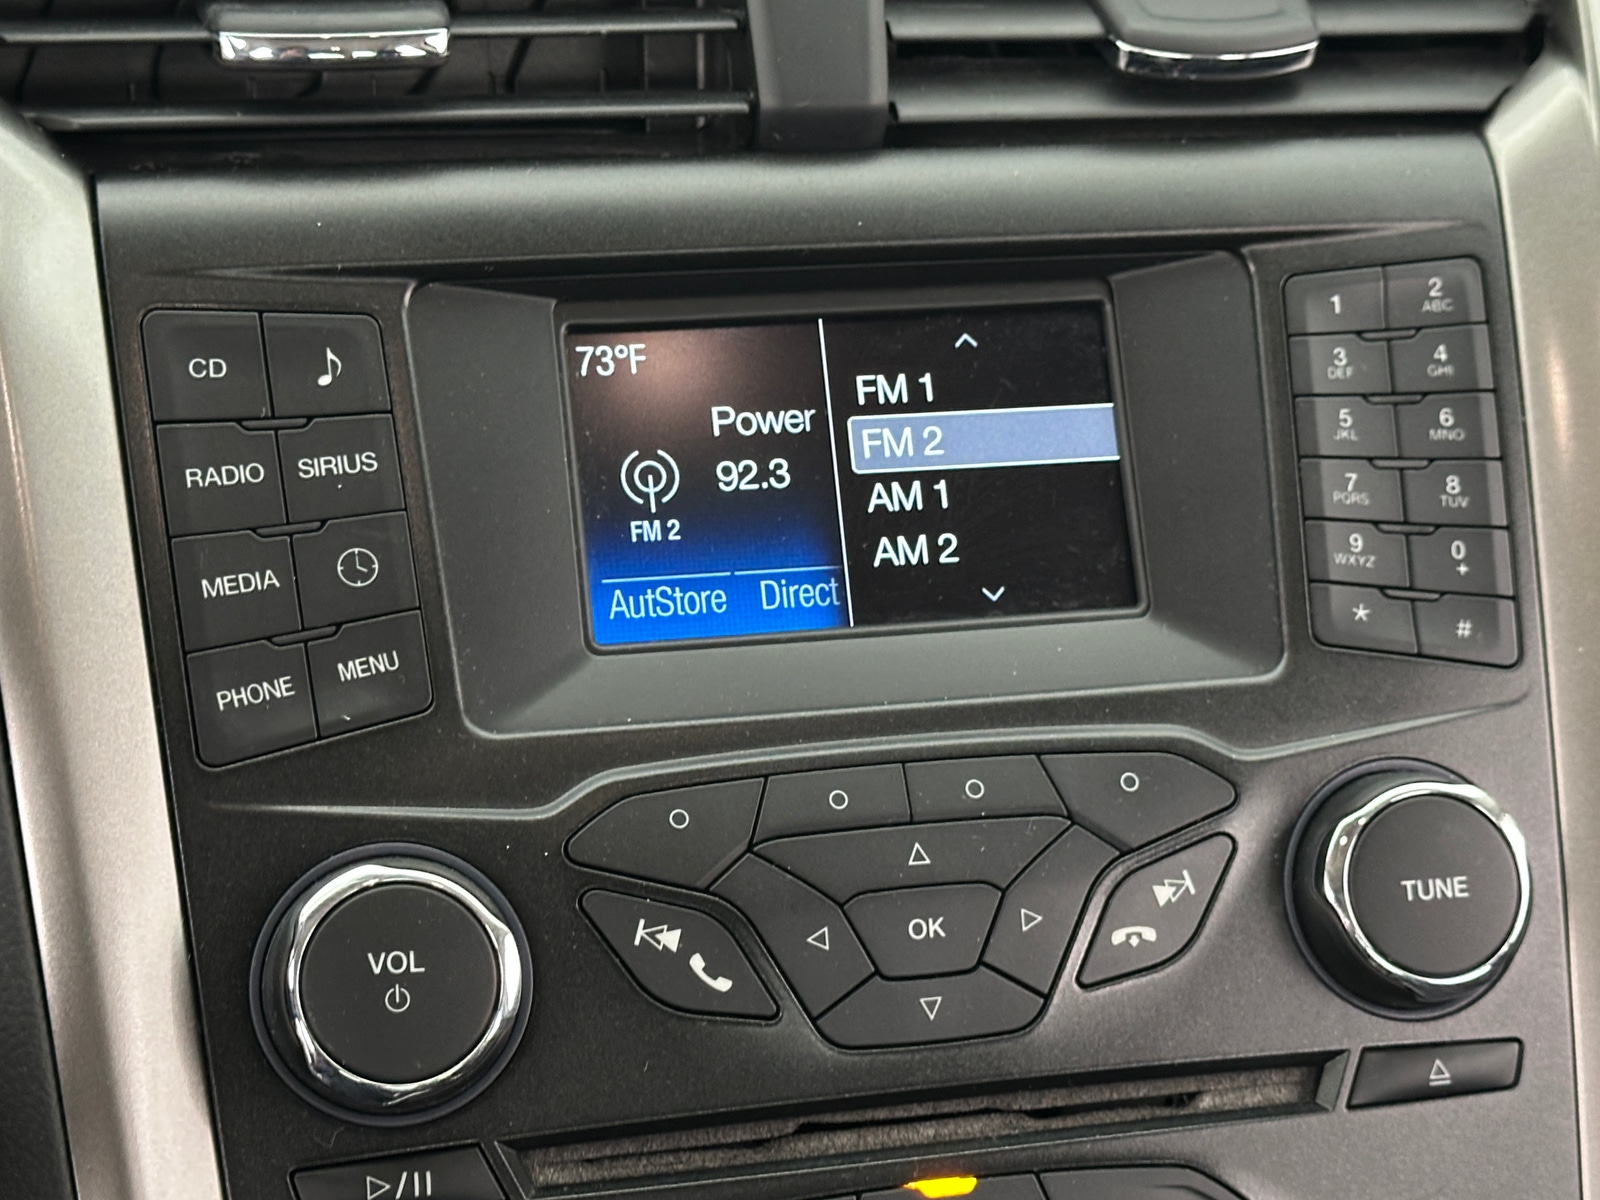 73°F
Power
92.3
FM 2
AutStore Direct
FM 1
FM 2
AM 1
AM 2
CD
RADIO SIRIUS
MEDIA
PHONE MENU
1 2 ABC
3 DEF 4 GHI
5 JKL 6 MNO
7 PQRS 8 TUV
9 WXYZ 0 +
* #
VOL
OK
TUNE